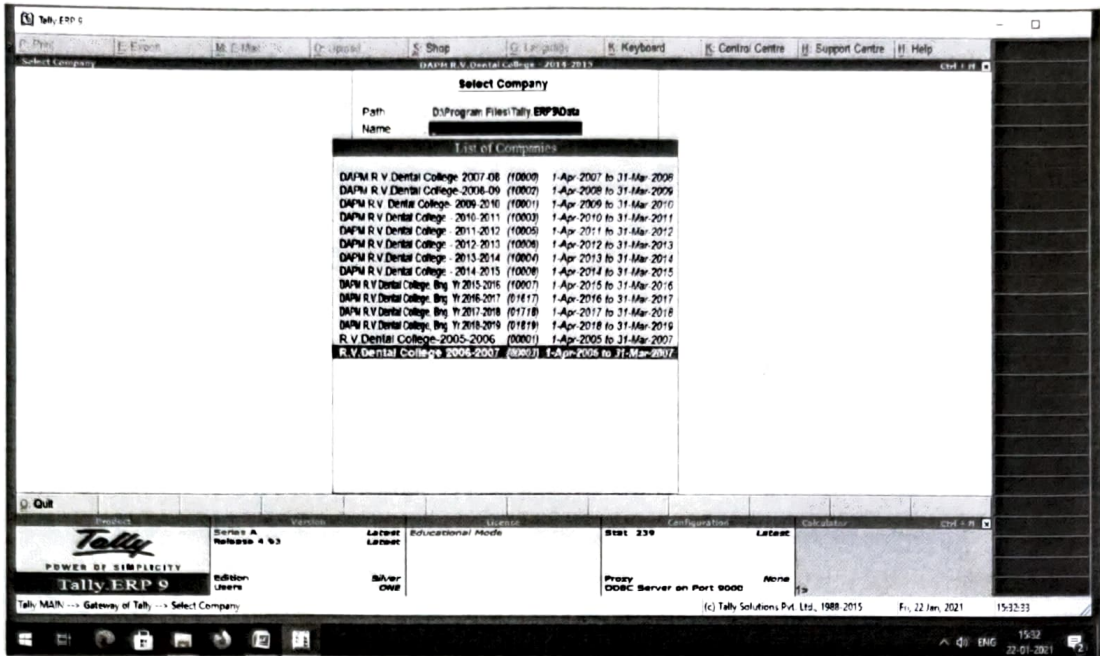 Tally.ERP 9
P: Print E: Export M: E-Mail O: Upload S: Shop G: Language K: Keyboard K: Control Centre H: Support Centre H: Help
Select Company DAPM R.V.Dental College - 2014-2015 Ctrl + M
Select Company
Path D:\Program Files\Tally.ERP9\Data
Name
List of Companies
DAPM R.V.Dental College 2007-08 (10000) 1-Apr-2007 to 31-Mar-2008
DAPM R.V.Dental College-2008-09 (10002) 1-Apr-2008 to 31-Mar-2009
DAPM R.V. Dental College- 2009-2010 (10001) 1-Apr-2009 to 31-Mar-2010
DAPM R.V Dental College - 2010-2011 (10003) 1-Apr-2010 to 31-Mar-2011
DAPM R.V Dental College - 2011-2012 (10005) 1-Apr-2011 to 31-Mar-2012
DAPM R.V Dental College - 2012-2013 (10006) 1-Apr-2012 to 31-Mar-2013
DAPM R.V Dental College - 2013-2014 (10004) 1-Apr-2013 to 31-Mar-2014
DAPM R.V Dental College - 2014-2015 (10008) 1-Apr-2014 to 31-Mar-2015
DAPM R.V Dental College, Bng Yr 2015-2016 (10007) 1-Apr-2015 to 31-Mar-2016
DAPM R.V Dental College, Bng Yr 2016-2017 (01617) 1-Apr-2016 to 31-Mar-2017
DAPM R.V Dental College, Bng Yr 2017-2018 (01718) 1-Apr-2017 to 31-Mar-2018
DAPM R.V Dental College, Bng Yr 2018-2019 (01819) 1-Apr-2018 to 31-Mar-2019
R.V.Dental College-2005-2006 (00001) 1-Apr-2005 to 31-Mar-2007
R.V.Dental College 2006-2007 1-Apr-2006 to 31-Mar-2007
Q: Quit
Product Version License Configuration Calculator Ctrl + N
Tally
POWER OF SIMPLICITY
Tally.ERP 9
Series A Latest
Release 4.93 Latest
Edition Silver
Users ONE
Educational Mode
Stat 239 Latest
Proxy None
ODBC Server on Port 9000
1>
Tally MAIN --> Gateway of Tally --> Select Company (c) Tally Solutions Pvt. Ltd., 1988-2015 Fri, 22 Jan, 2021 15:32:33
ENG 15:32
22-01-2021